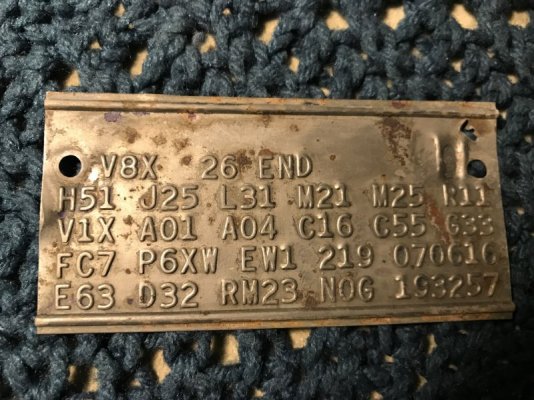 V8X 26 END
H51 J25 L31 M21 M25 R11
V1X A01 A04 C16 C55 G33
FC7 P6XW EW1 219 070616
E63 D32 RM23 N0G 193257